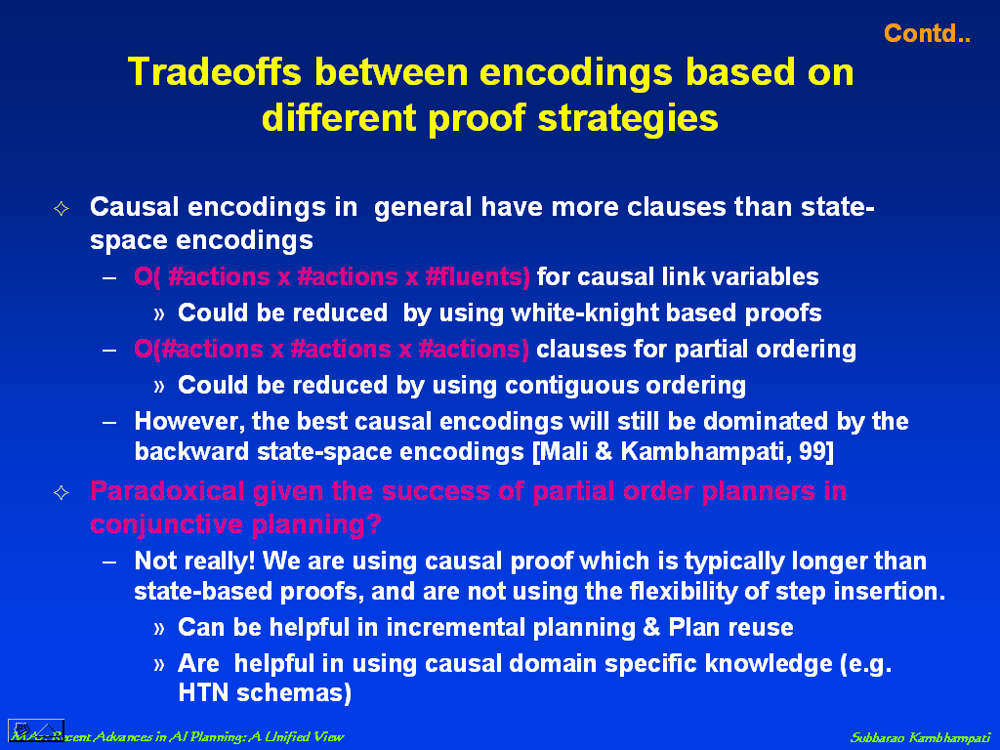 Contd..
Tradeoffs between encodings based on
different proof strategies
Causal encodings in general have more clauses than state-
space encodings
– O( #actions x #actions x #fluents) for causal link variables
» Could be reduced by using white-knight based proofs
– O(#actions x #actions x #actions) clauses for partial ordering
» Could be reduced by using contiguous ordering
– However, the best causal encodings will still be dominated by the
backward state-space encodings [Mali & Kambhampati, 99]
Paradoxical given the success of partial order planners in
conjunctive planning?
– Not really! We are using causal proof which is typically longer than
state-based proofs, and are not using the flexibility of step insertion.
» Can be helpful in incremental planning & Plan reuse
» Are helpful in using causal domain specific knowledge (e.g.
HTN schemas)
Recent Advances in AI Planning: A Unified View
Subbarao Kambhampati